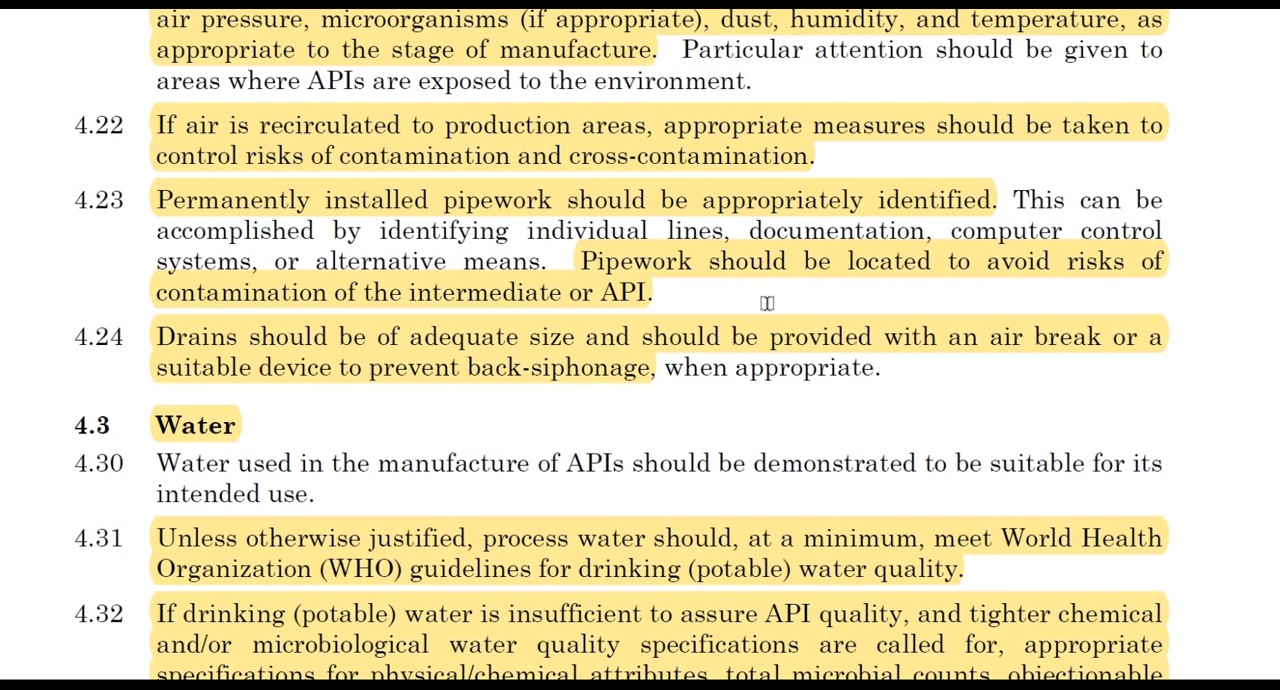 air pressure, microorganisms (if appropriate), dust, humidity, and temperature, as
appropriate to the stage of manufacture. Particular attention should be given to
areas where APIs are exposed to the environment.
4.22 If air is recirculated to production areas, appropriate measures should be taken to
control risks of contamination and cross-contamination.
4.23 Permanently installed pipework should be appropriately identified. This can be
accomplished by identifying individual lines, documentation, computer control
systems, or alternative means. Pipework should be located to avoid risks of
contamination of the intermediate or API.
4.24 Drains should be of adequate size and should be provided with an air break or a
suitable device to prevent back-siphonage, when appropriate.
4.3 Water
4.30 Water used in the manufacture of APIs should be demonstrated to be suitable for its
intended use.
4.31 Unless otherwise justified, process water should, at a minimum, meet World Health
Organization (WHO) guidelines for drinking (potable) water quality.
4.32 If drinking (potable) water is insufficient to assure API quality, and tighter chemical
and/or microbiological water quality specifications are called for, appropriate
specifications for physical/chemical attributes, total microbial counts, objectionable